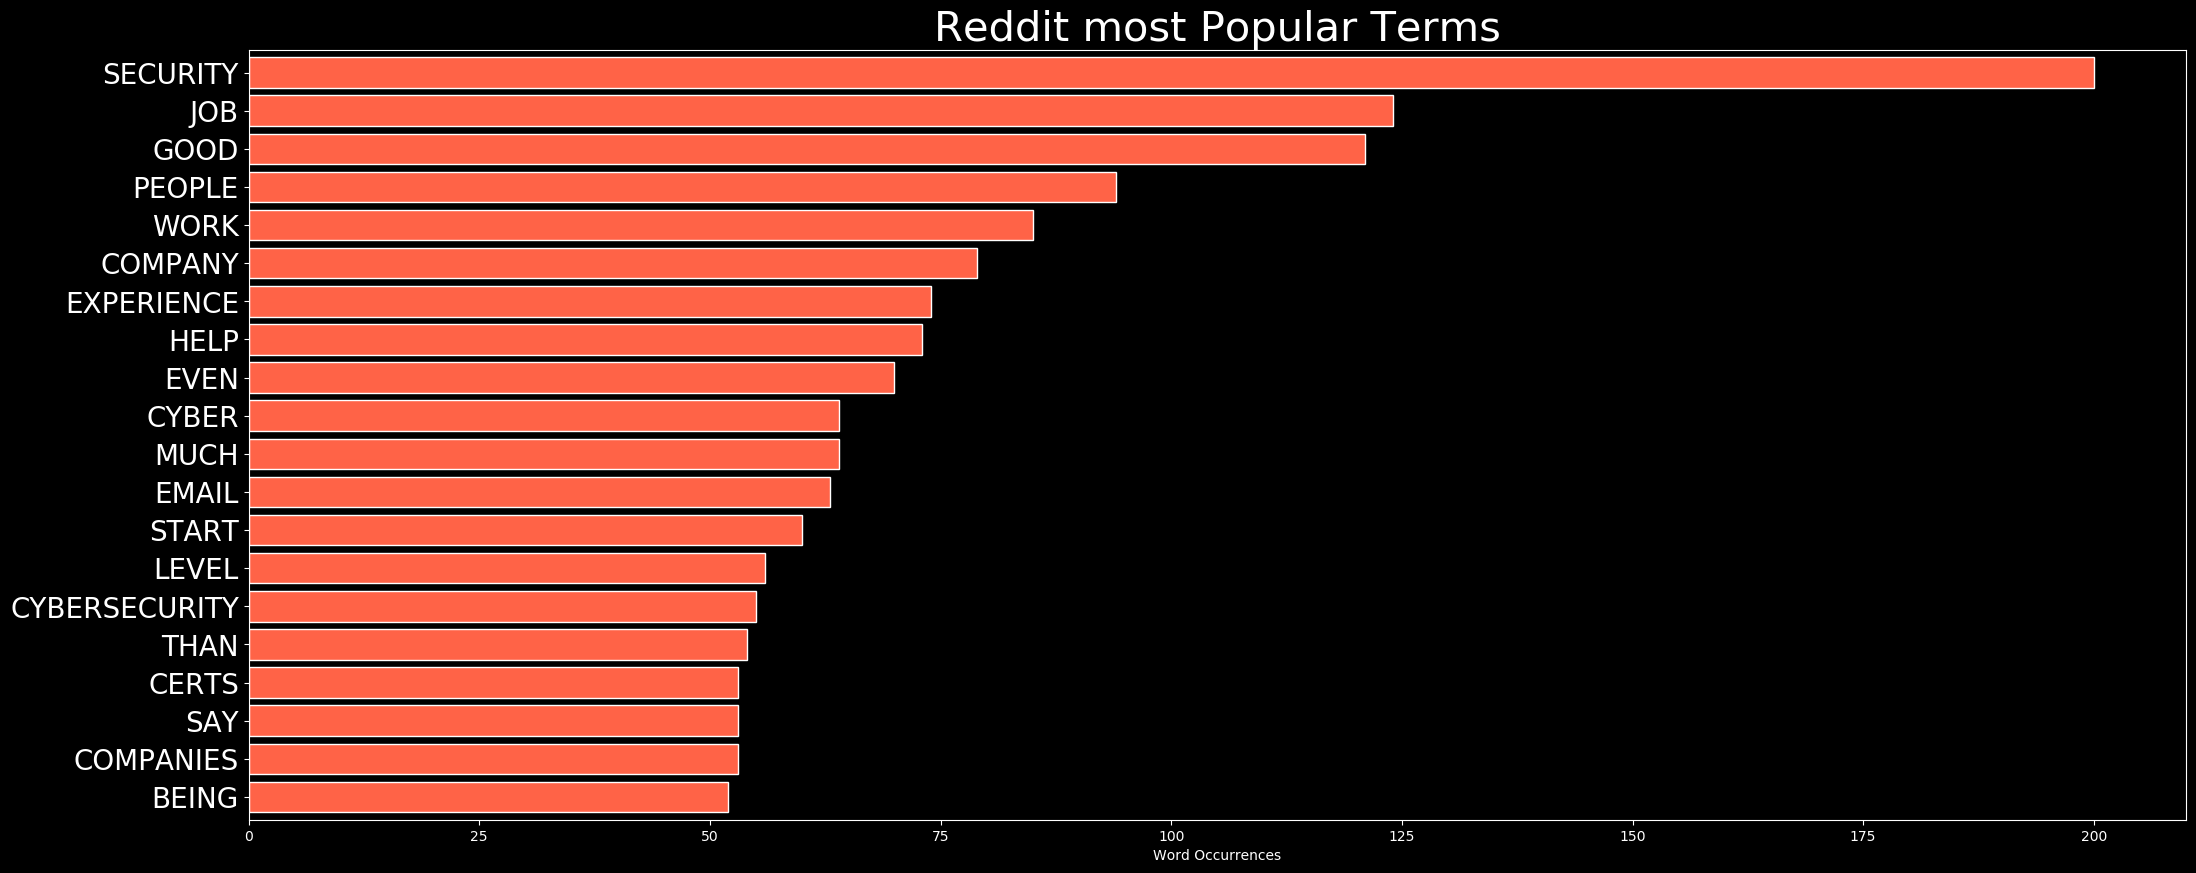 Reddit most Popular Terms
SECURITY
JOB
GOOD
PEOPLE
WORK
COMPANY
EXPERIENCE
HELP
EVEN
CYBER
MUCH
EMAIL
START
LEVEL
CYBERSECURITY
THAN
CERTS
SAY
COMPANIES
BEING
0 25 50 75 100 125 150 175 200
Word Occurrences